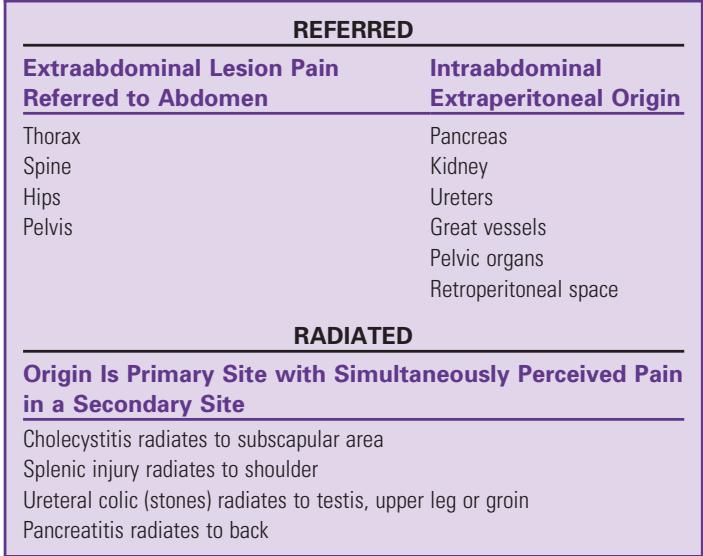 REFERRED
Extraabdominal Lesion Pain
Referred to Abdomen
Thorax
Spine
Hips
Pelvis
Intraabdominal
Extraperitoneal Origin
Pancreas
Kidney
Ureters
Great vessels
Pelvic organs
Retroperitoneal space
RADIATED
Origin Is Primary Site with Simultaneously Perceived Pain
in a Secondary Site
Cholecystitis radiates to subscapular area
Splenic injury radiates to shoulder
Ureteral colic (stones) radiates to testis, upper leg or groin
Pancreatitis radiates to back